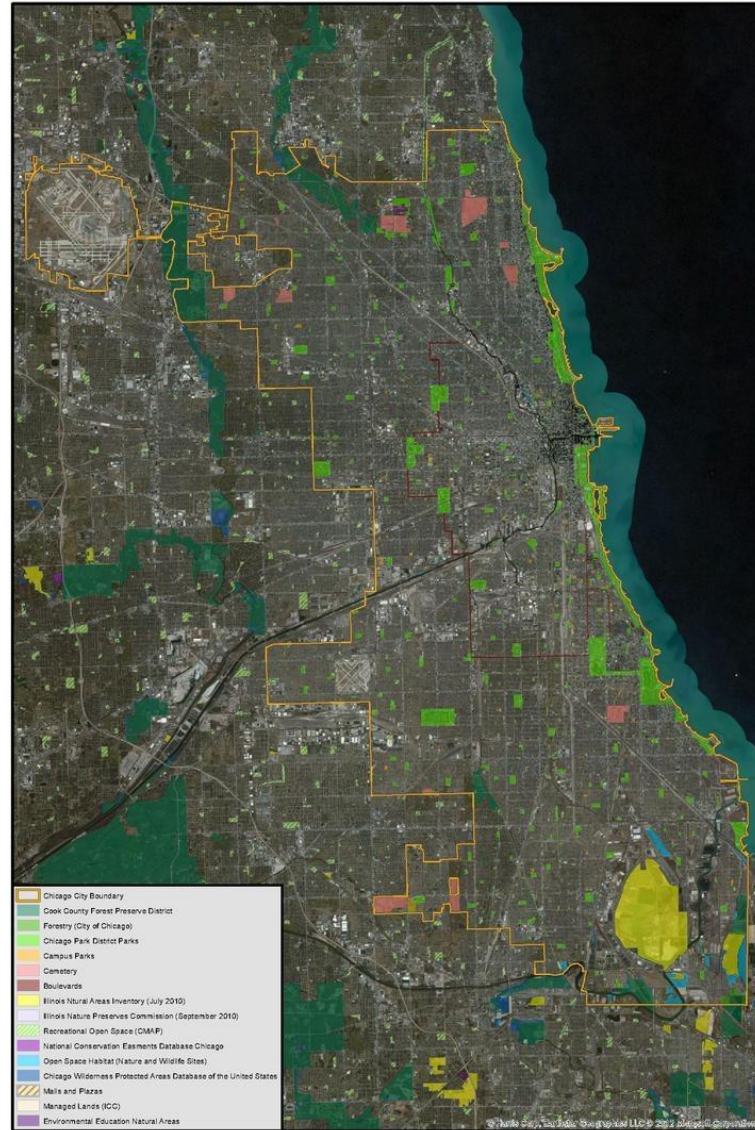 Chicago City Boundary
Cook County Forest Preserve District
Forestry (City of Chicago)
Chicago Park District Parks
Campus Parks
Cemetery
Boulevards
Illinois Ntural Areas Inventory (July 2010)
Illinois Nature Preserves Commission (September 2010)
Recreational Open Space (CMAP)
National Conservation Easments Database Chicago
Open Space Habitat (Nature and Wildlife Sites)
Chicago Wilderness Protected Areas Database of the United States
Malls and Plazas
Managed Lands (ICC)
Environmental Education Natural Areas